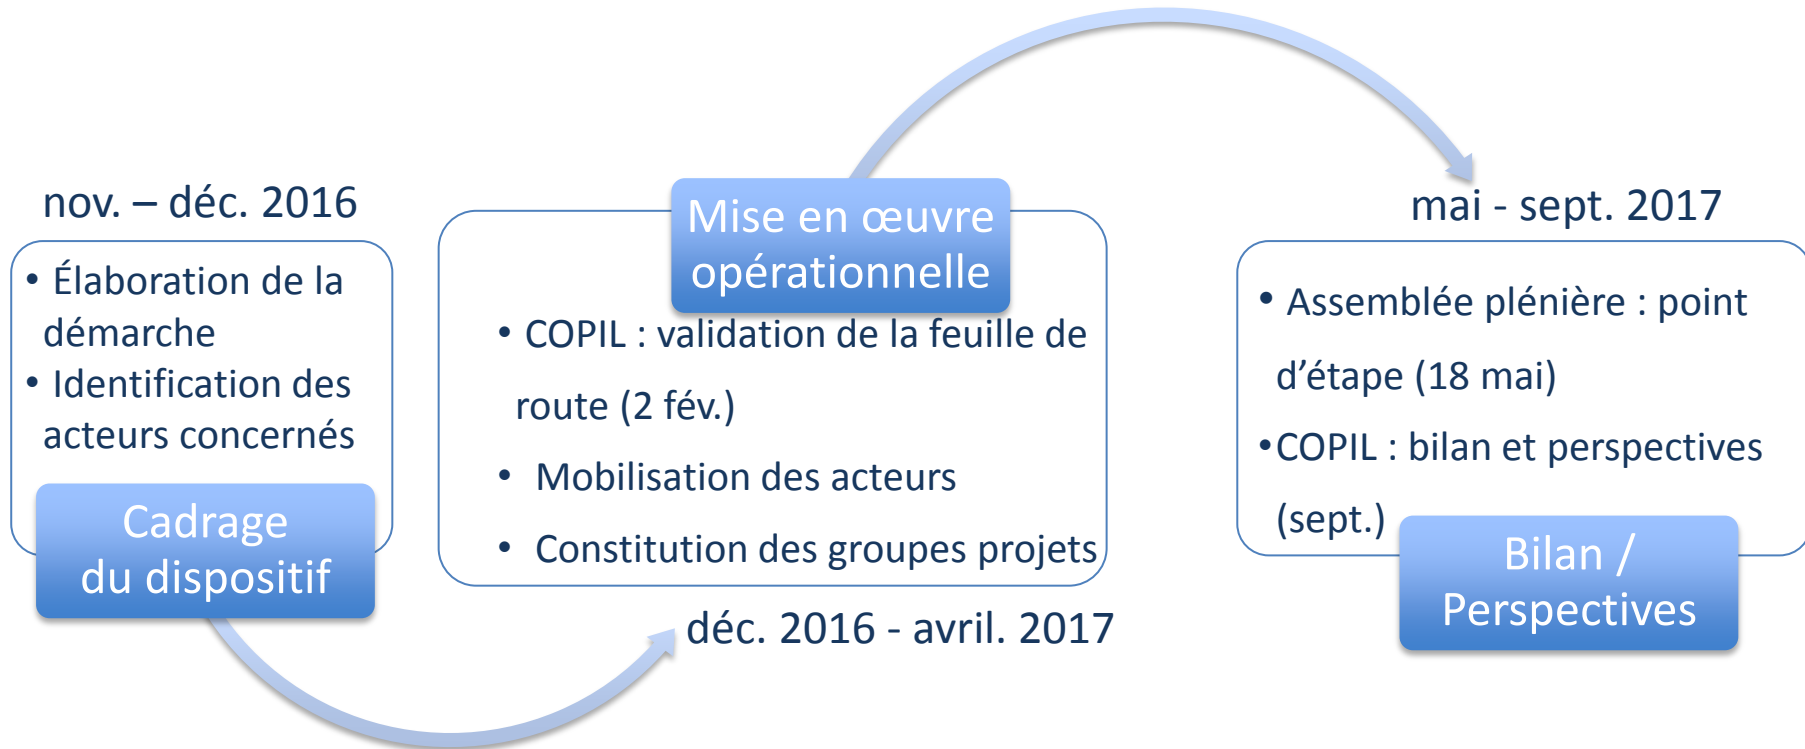 nov. – déc. 2016
• Élaboration de la
démarche
• Identification des
acteurs concernés
Cadrage
du dispositif
Mise en œuvre
opérationnelle
• COPIL : validation de la feuille de
route (2 fév.)
• Mobilisation des acteurs
• Constitution des groupes projets
déc. 2016 - avril. 2017
mai - sept. 2017
• Assemblée plénière : point
d’étape (18 mai)
•COPIL : bilan et perspectives
(sept.)
Bilan /
Perspectives